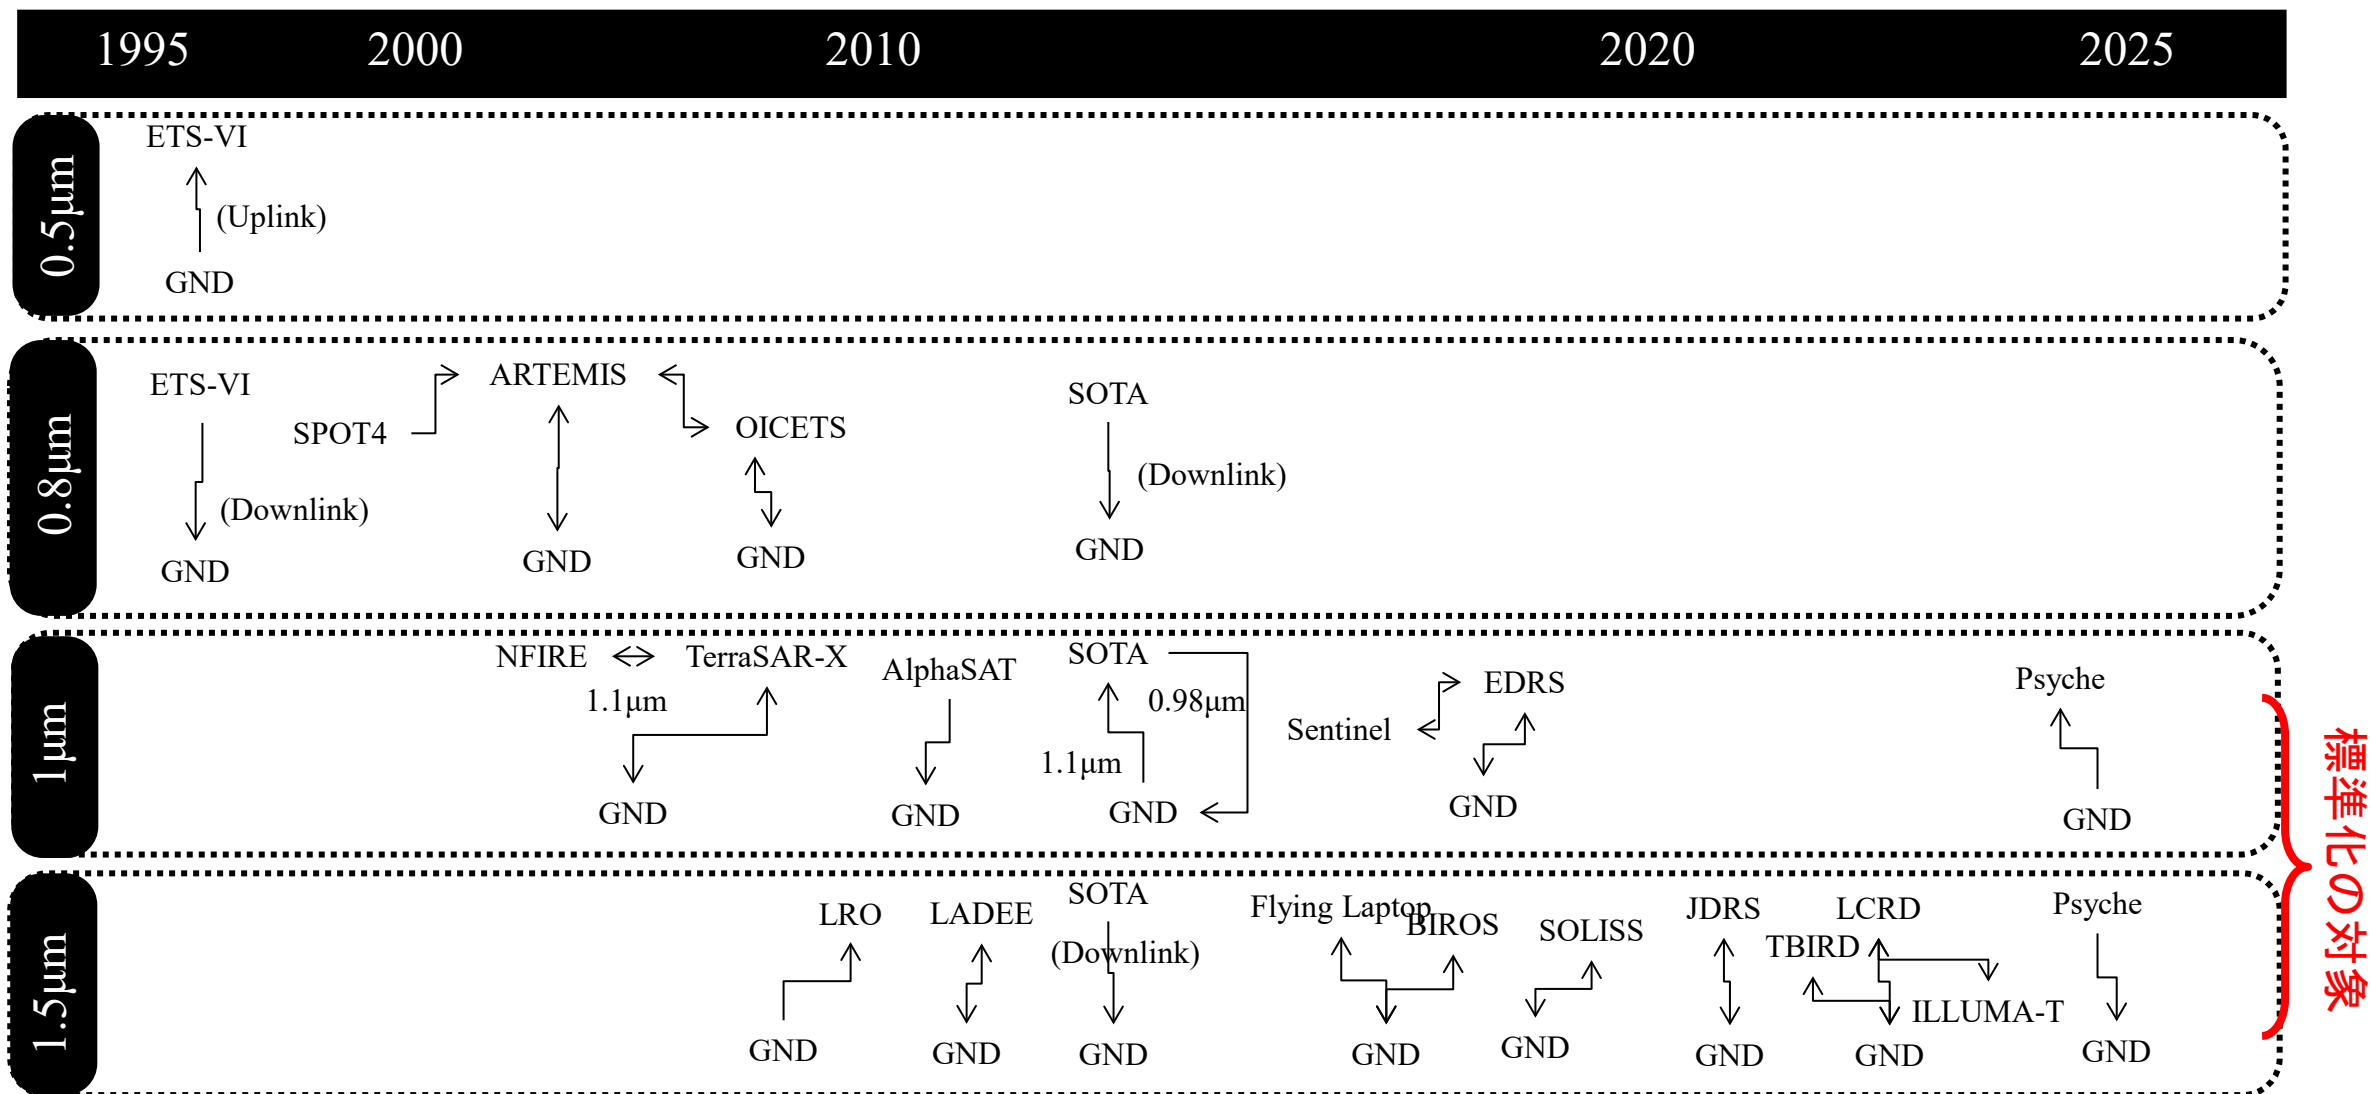 1995 2000 2010 2020 2025
0.5μm
ETS-VI
(Uplink)
GND
0.8μm
ETS-VI
SPOT4
ARTEMIS
OICETS
SOTA
(Downlink)
(Downlink)
GND
GND
GND
GND
1μm
NFIRE
TerraSAR-X
AlphaSAT
SOTA
EDRS
Psyche
1.1μm
0.98μm
Sentinel
1.1μm
GND
GND
GND
GND
GND
標準化の対象
1.5μm
LRO
LADEE
SOTA
Flying Laptop
BIROS
SOLISS
JDRS
TBIRD
LCRD
Psyche
(Downlink)
ILLUMA-T
GND
GND
GND
GND
GND
GND
GND
GND